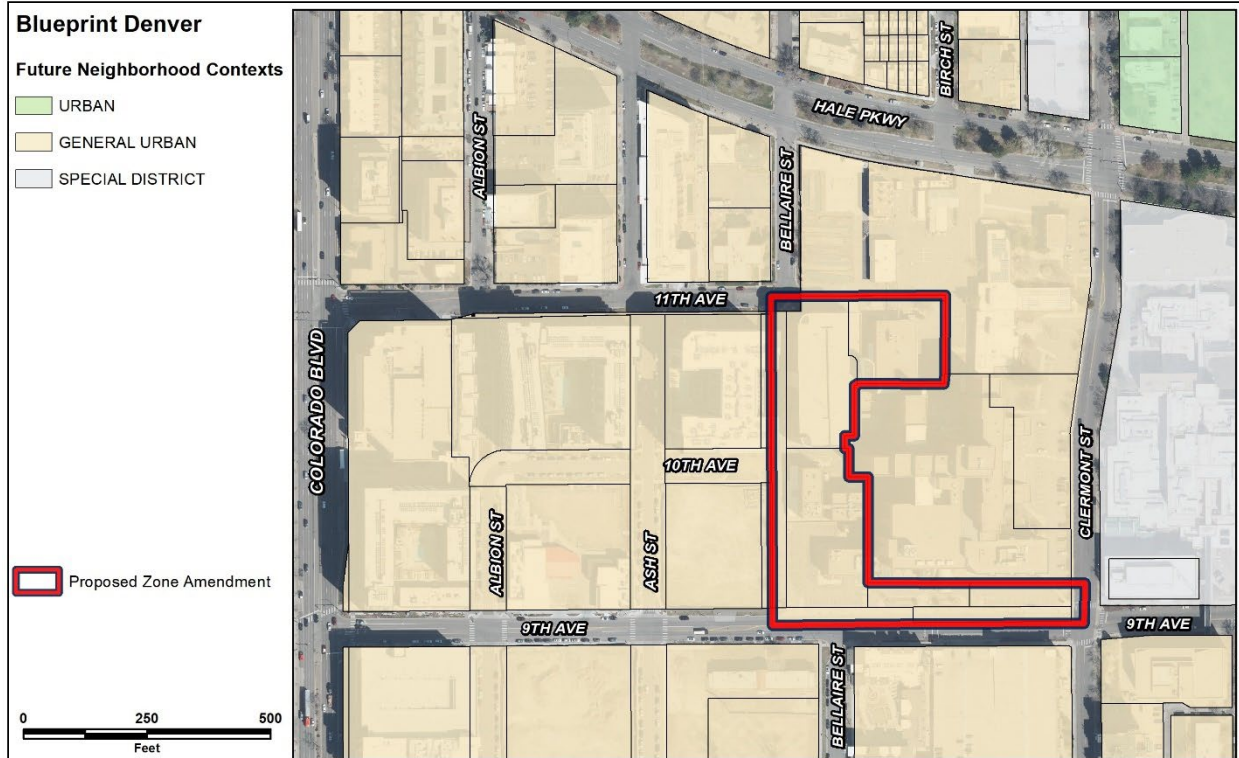 Blueprint Denver
Future Neighborhood Contexts
URBAN
GENERAL URBAN
SPECIAL DISTRICT
Proposed Zone Amendment
0 250 500
Feet
BIRCH ST
HALE PKWY
ALBION ST
BELLAIRE ST
11TH AVE
COLORADO BLVD
10TH AVE
CLERMONT ST
ALBION ST
ASH ST
9TH AVE
9TH AVE
BELLAIRE ST